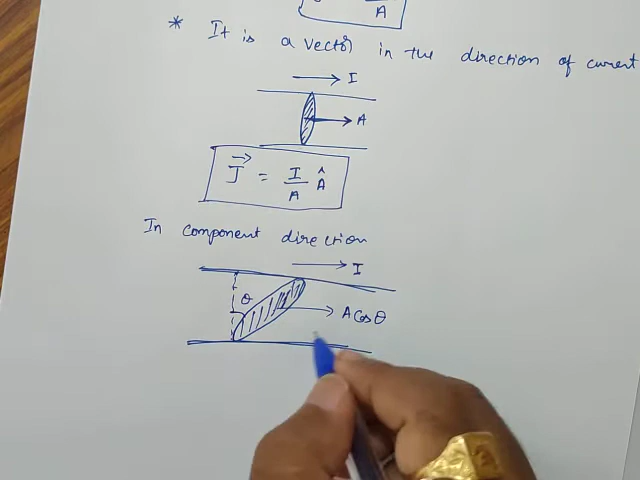 A
* It is a vector in the direction of current
I
A
J⃗ = I/A Â
In component direction
I
θ
A Cos θ